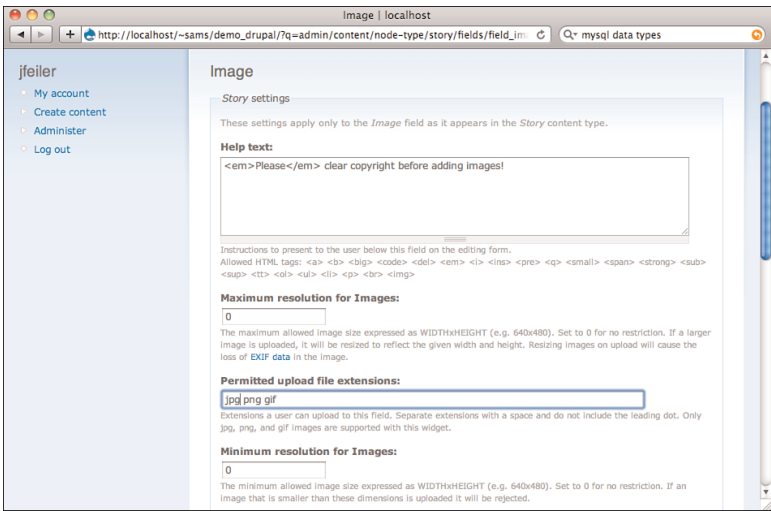 Image | localhost
http://localhost/~sams/demo_drupal/?q=admin/content/node-type/story/fields/field_im
mysql data types
jfeiler
My account
Create content
Administer
Log out
Image
Story settings
These settings apply only to the Image field as it appears in the Story content type.
Help text:
<em>Please</em> clear copyright before adding images!
Instructions to present to the user below this field on the editing form.
Allowed HTML tags: <a> <b> <big> <code> <del> <em> <i> <ins> <pre> <q> <small> <span> <strong> <sub>
<sup> <tt> <ol> <ul> <li> <p> <br> <img>
Maximum resolution for Images:
0
The maximum allowed image size expressed as WIDTHxHEIGHT (e.g. 640x480). Set to 0 for no restriction. If a larger
image is uploaded, it will be resized to reflect the given width and height. Resizing images on upload will cause the
loss of EXIF data in the image.
Permitted upload file extensions:
jpg png gif
Extensions a user can upload to this field. Separate extensions with a space and do not include the leading dot. Only
jpg, png, and gif images are supported with this widget.
Minimum resolution for Images:
0
The minimum allowed image size expressed as WIDTHxHEIGHT (e.g. 640x480). Set to 0 for no restriction. If an
image that is smaller than these dimensions is uploaded it will be rejected.